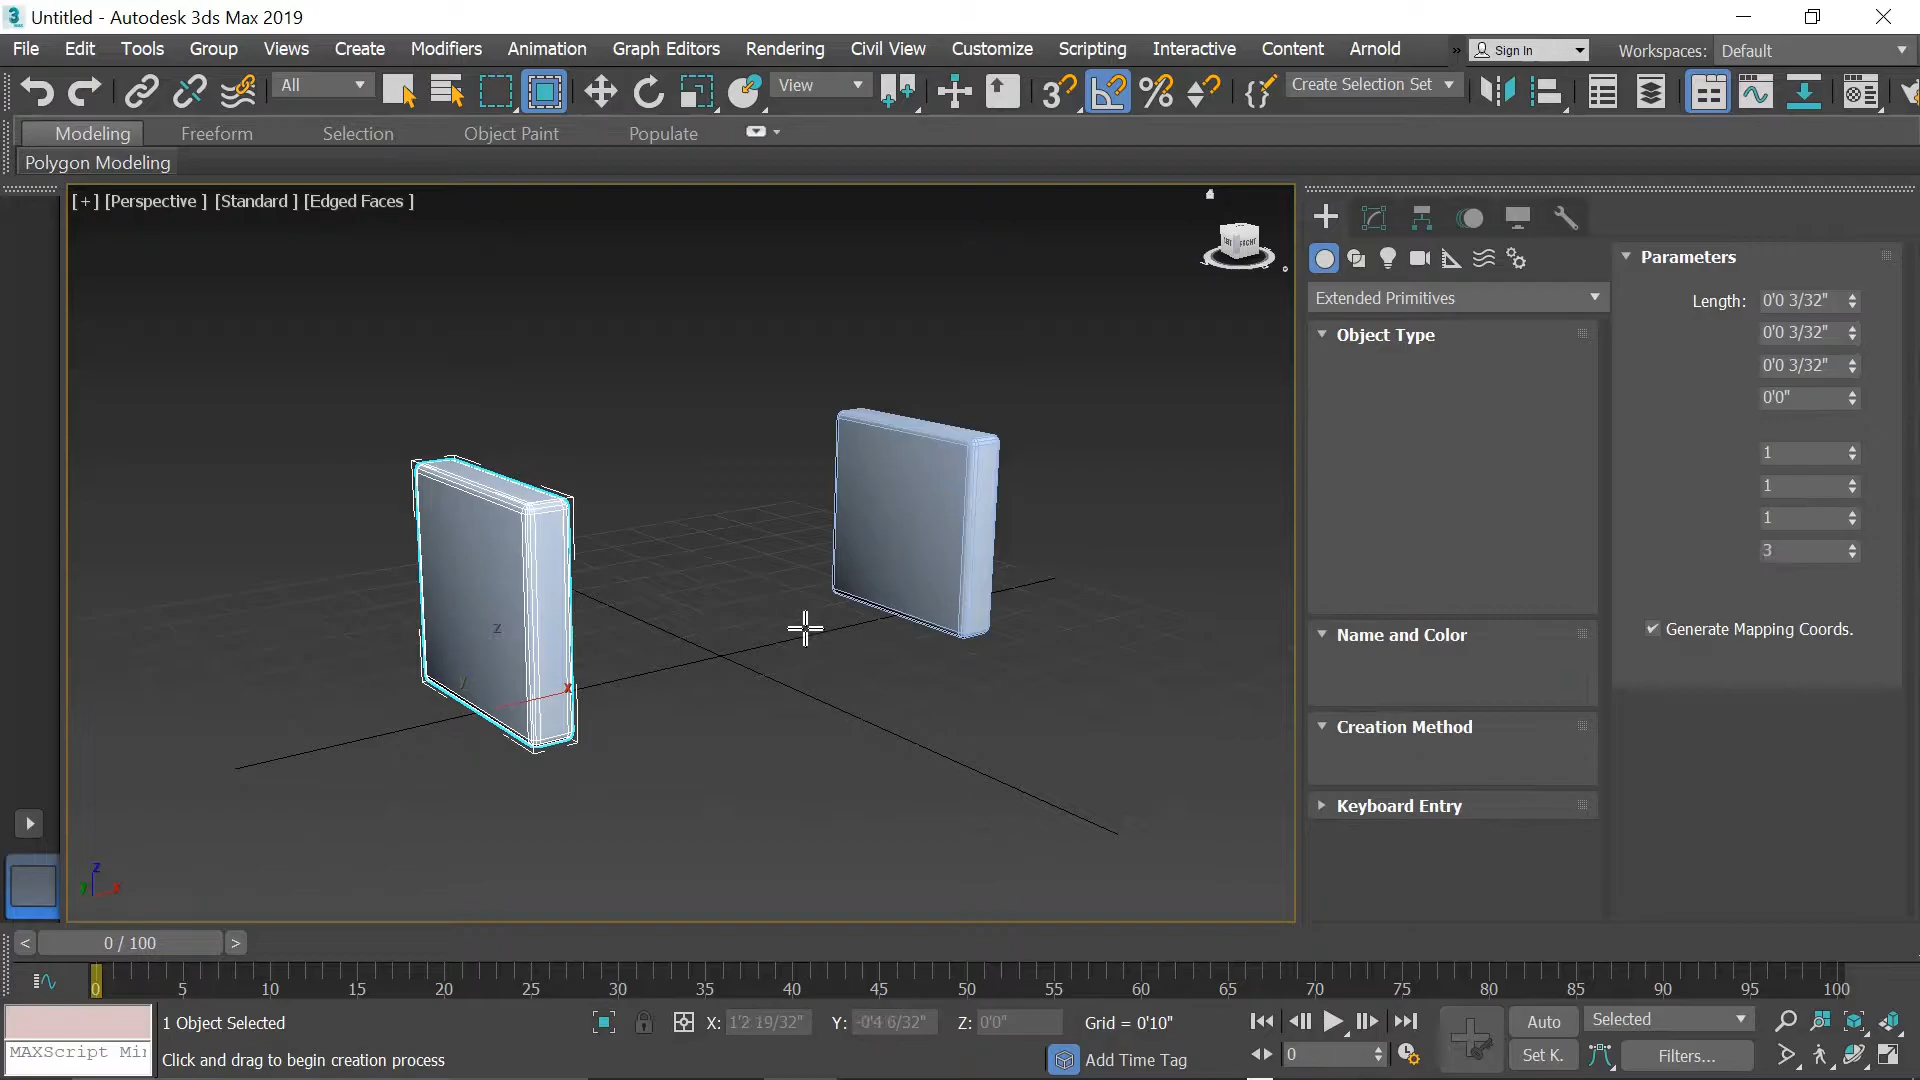 Untitled - Autodesk 3ds Max 2019
File Edit Tools Group Views Create Modifiers Animation Graph Editors Rendering Civil View Customize Scripting Interactive Content Arnold » Sign In Workspaces: Default
All View 3 Create Selection Set
Modeling Freeform Selection Object Paint Populate
Polygon Modeling
[ + ] [Perspective ] [Standard ] [Edged Faces ]
FRONT
Extended Primitives
Object Type
Name and Color
Creation Method
Keyboard Entry
Parameters
Length: 0'0 3/32"
0'0 3/32"
0'0 3/32"
0'0"
1
1
1
3
Generate Mapping Coords.
z
y
x
z
y x
< 0 / 100 >
0 5 10 15 20 25 30 35 40 45 50 55 60 65 70 75 80 85 90 95 100
1 Object Selected X: 1'2 19/32" Y: -0'4 6/32" Z: 0'0" Grid = 0'10" Auto Selected
MAXScript Mi
Click and drag to begin creation process Add Time Tag 0 Set K. Filters...